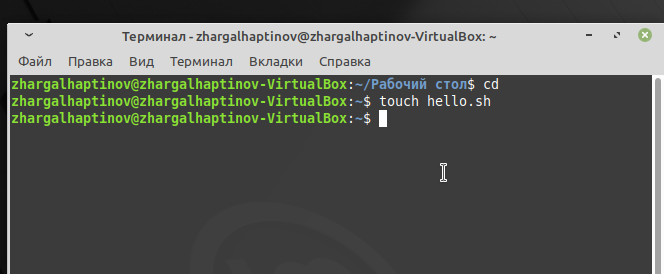 Терминал - zhargalhaptinov@zhargalhaptinov-VirtualBox: ~
Файл Правка Вид Терминал Вкладки Справка
zhargalhaptinov@zhargalhaptinov-VirtualBox:~/Рабочий стол$ cd
zhargalhaptinov@zhargalhaptinov-VirtualBox:~$ touch hello.sh
zhargalhaptinov@zhargalhaptinov-VirtualBox:~$